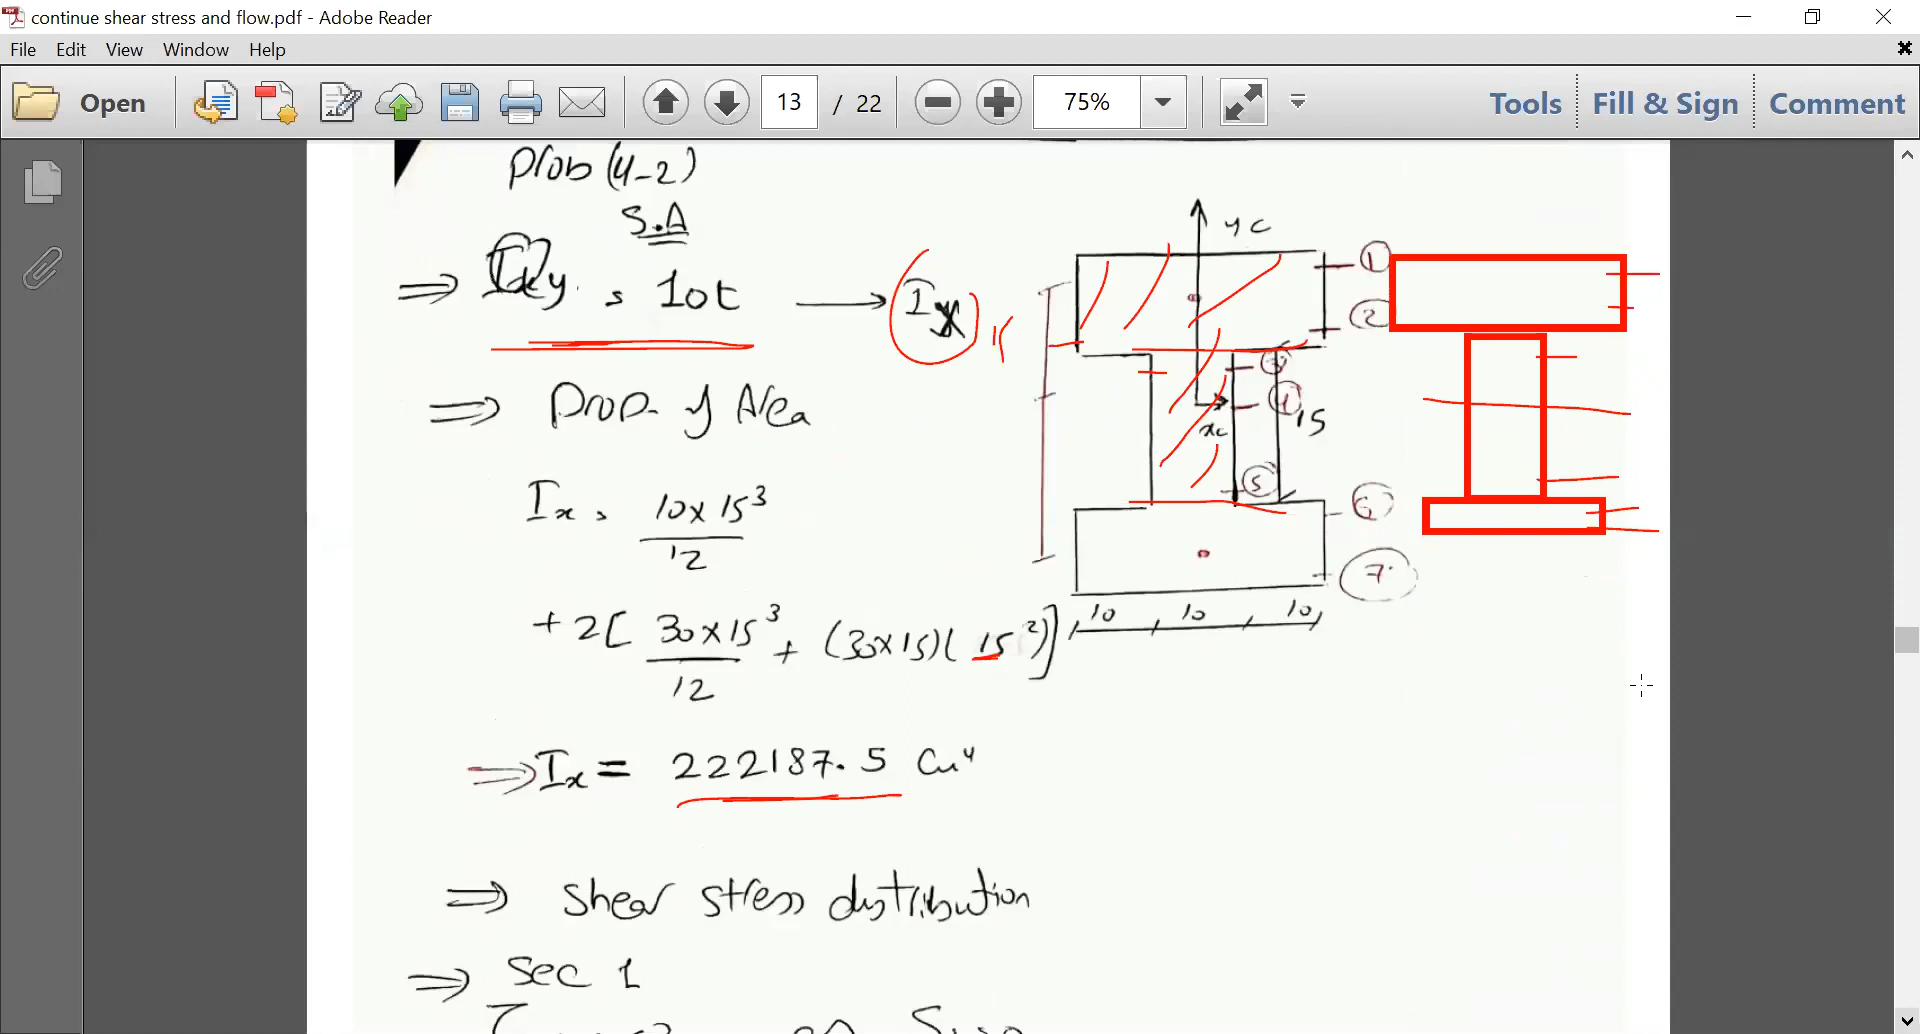 continue shear stress and flow.pdf - Adobe Reader
File Edit View Window Help
Open 13 / 22 75% Tools Fill & Sign Comment
Prob (4-2)
S.A
⇒ Qy = 10t → Ix
yc
1
2
3
4
15
xc
5
6
7
10 10 10
⇒ Prop. of Area
Ix = 10x15³
12
+ 2[ 30x15³ + (30x15)( 15²)]
12
⇒ Ix = 222187.5 Cm⁴
⇒ Shear stress distribution
⇒ Sec 1